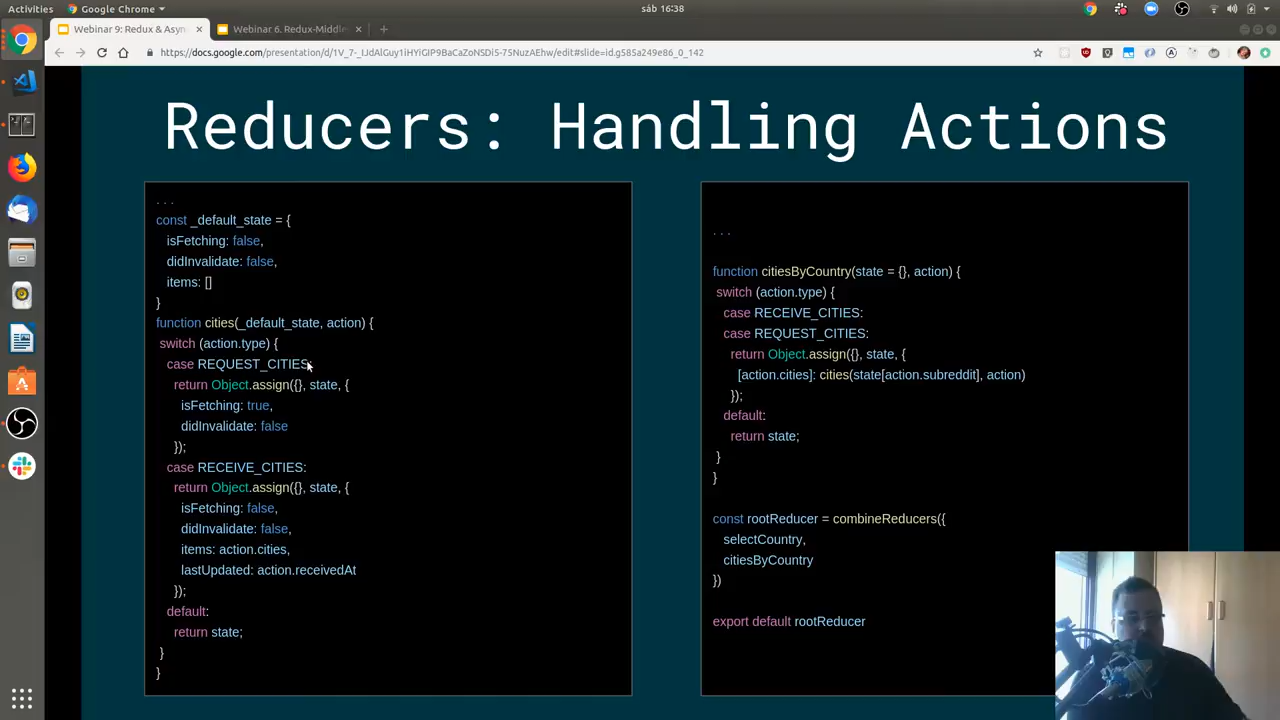 Activities
Google Chrome
sáb 16:38
Webinar 9: Redux & Asyn
Webinar 6. Redux-Middle
https://docs.google.com/presentation/d/1V_7-_IJdAlGuy1iHYiGIP9BaCaZoNSDi5-75NuzAEhw/edit#slide=id.g585a249e86_0_142
Reducers: Handling Actions
. . .
const _default_state = {
isFetching: false,
didInvalidate: false,
items: []
}
function cities(_default_state, action) {
switch (action.type) {
case REQUEST_CITIES:
return Object.assign({}, state, {
isFetching: true,
didInvalidate: false
});
case RECEIVE_CITIES:
return Object.assign({}, state, {
isFetching: false,
didInvalidate: false,
items: action.cities,
lastUpdated: action.receivedAt
});
default:
return state;
}
}
. . .
function citiesByCountry(state = {}, action) {
switch (action.type) {
case RECEIVE_CITIES:
case REQUEST_CITIES:
return Object.assign({}, state, {
[action.cities]: cities(state[action.subreddit], action)
});
default:
return state;
}
}
const rootReducer = combineReducers({
selectCountry,
citiesByCountry
})
export default rootReducer